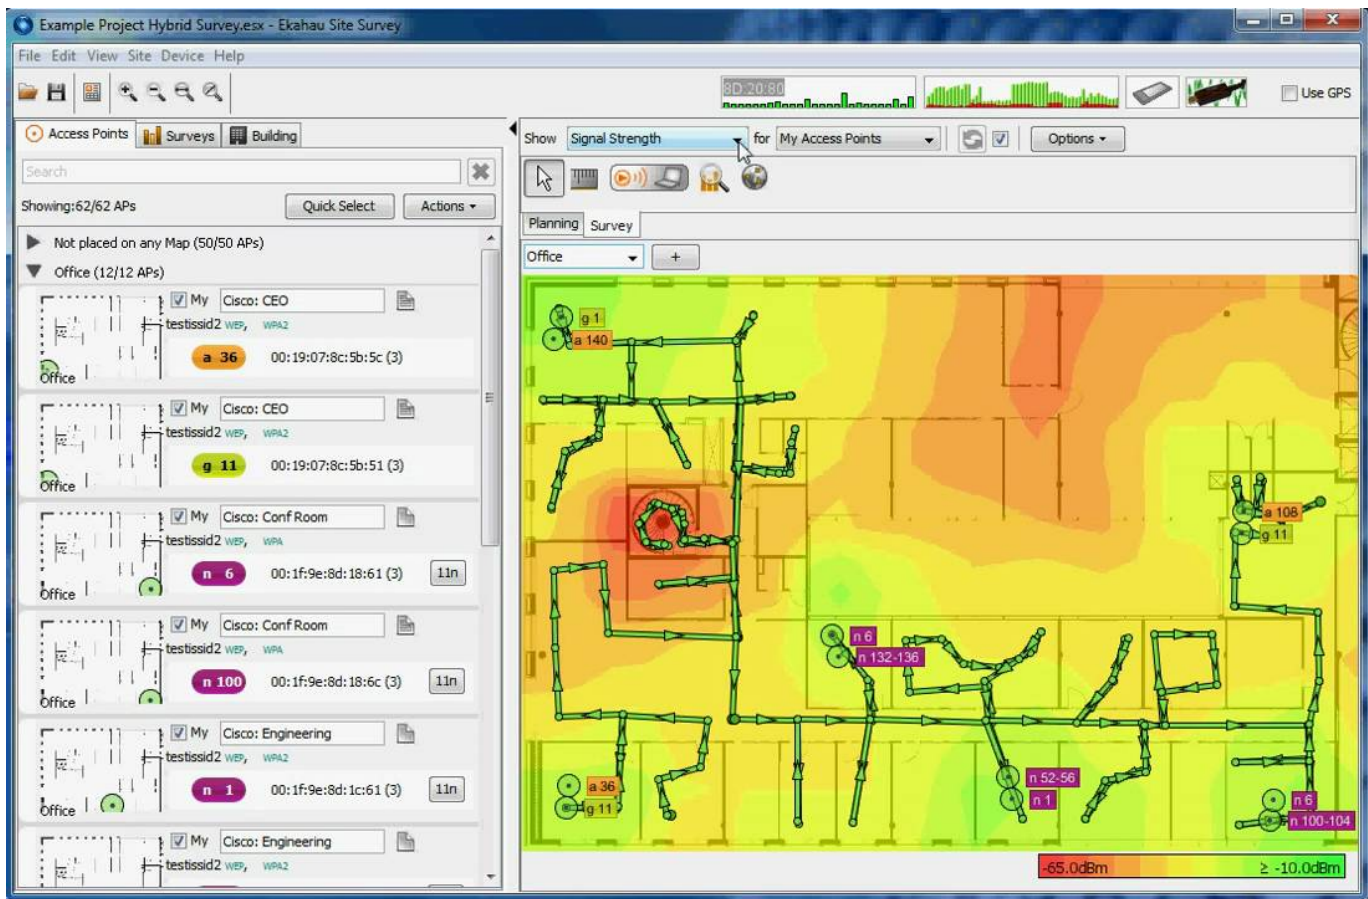 Example Project Hybrid Survey.esx - Ekahau Site Survey
File Edit View Site Device Help
8D:20:80
Use GPS
Access Points Surveys Building
Show Signal Strength for My Access Points Options
Search
Showing:62/62 APs Quick Select Actions
Planning Survey
Not placed on any Map (50/50 APs)
Office +
Office (12/12 APs)
My Cisco: CEO
testissid2 WEP, WPA2
a 36 00:19:07:8c:5b:5c (3)
Office
My Cisco: CEO
testissid2 WEP, WPA2
g 11 00:19:07:8c:5b:51 (3)
Office
My Cisco: Conf Room
testissid2 WEP, WPA
n 6 00:1f:9e:8d:18:61 (3) 11n
Office
My Cisco: Conf Room
testissid2 WEP, WPA
n 100 00:1f:9e:8d:18:6c (3) 11n
Office
My Cisco: Engineering
testissid2 WEP, WPA2
n 1 00:1f:9e:8d:1c:61 (3) 11n
Office
My Cisco: Engineering
testissid2 WEP, WPA2
g 1
a 140
a 108
g 11
n 6
n 132-136
n 52-56
n 1
a 36
g 11
n 6
n 100-104
-65.0dBm ≥ -10.0dBm